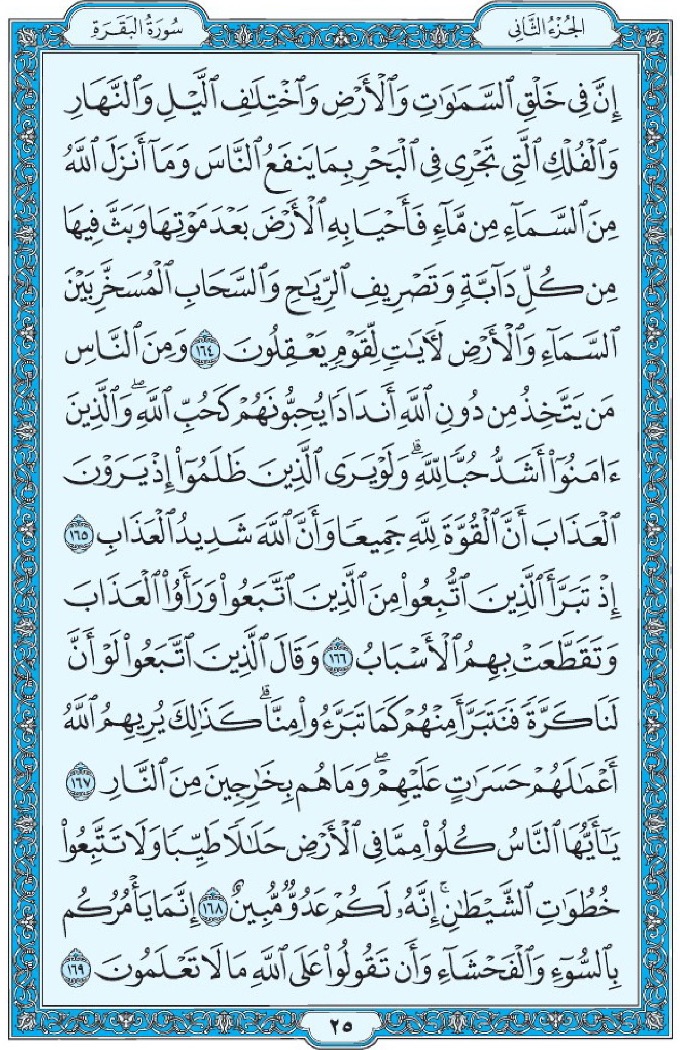 سُورَةُ البَقَرَةِ
الجُزْءُ الثَّانِي
إِنَّ فِي خَلْقِ ٱلسَّمَٰوَٰتِ وَٱلْأَرْضِ وَٱخْتِلَٰفِ ٱلَّيْلِ وَٱلنَّهَارِ
وَٱلْفُلْكِ ٱلَّتِي تَجْرِي فِي ٱلْبَحْرِ بِمَا يَنفَعُ ٱلنَّاسَ وَمَآ أَنزَلَ ٱللَّهُ
مِنَ ٱلسَّمَآءِ مِن مَّآءٍ فَأَحْيَا بِهِ ٱلْأَرْضَ بَعْدَ مَوْتِهَا وَبَثَّ فِيهَا
مِن كُلِّ دَآبَّةٍ وَتَصْرِيفِ ٱلرِّيَٰحِ وَٱلسَّحَابِ ٱلْمُسَخَّرِ بَيْنَ
ٱلسَّمَآءِ وَٱلْأَرْضِ لَأٓيَٰتٍ لِّقَوْمٍ يَعْقِلُونَ ١٦٤ وَمِنَ ٱلنَّاسِ
مَن يَتَّخِذُ مِن دُونِ ٱللَّهِ أَندَادًا يُحِبُّونَهُمْ كَحُبِّ ٱللَّهِۖ وَٱلَّذِينَ
ءَامَنُوٓا۟ أَشَدُّ حُبًّا لِّلَّهِۗ وَلَوْ يَرَى ٱلَّذِينَ ظَلَمُوٓا۟ إِذْ يَرَوْنَ
ٱلْعَذَابَ أَنَّ ٱلْقُوَّةَ لِلَّهِ جَمِيعًا وَأَنَّ ٱللَّهَ شَدِيدُ ٱلْعَذَابِ ١٦٥
إِذْ تَبَرَّأَ ٱلَّذِينَ ٱتُّبِعُوا۟ مِنَ ٱلَّذِينَ ٱتَّبَعُوا۟ وَرَأَوُا۟ ٱلْعَذَابَ
وَتَقَطَّعَتْ بِهِمُ ٱلْأَسْبَابُ ١٦٦ وَقَالَ ٱلَّذِينَ ٱتَّبَعُوا۟ لَوْ أَنَّ
لَنَا كَرَّةً فَنَتَبَرَّأَ مِنْهُمْ كَمَا تَبَرَّءُوا۟ مِنَّاۗ كَذَٰلِكَ يُرِيهِمُ ٱللَّهُ
أَعْمَٰلَهُمْ حَسَرَٰتٍ عَلَيْهِمْۖ وَمَا هُم بِخَٰرِجِينَ مِنَ ٱلنَّارِ ١٦٧
يَٰٓأَيُّهَا ٱلنَّاسُ كُلُوا۟ مِمَّا فِي ٱلْأَرْضِ حَلَٰلًا طَيِّبًا وَلَا تَتَّبِعُوا۟
خُطُوَٰتِ ٱلشَّيْطَٰنِۚ إِنَّهُۥ لَكُمْ عَدُوٌّ مُّبِينٌ ١٦٨ إِنَّمَا يَأْمُرُكُم
بِٱلسُّوٓءِ وَٱلْفَحْشَآءِ وَأَن تَقُولُوا۟ عَلَى ٱللَّهِ مَا لَا تَعْلَمُونَ ١٦٩
٢٥